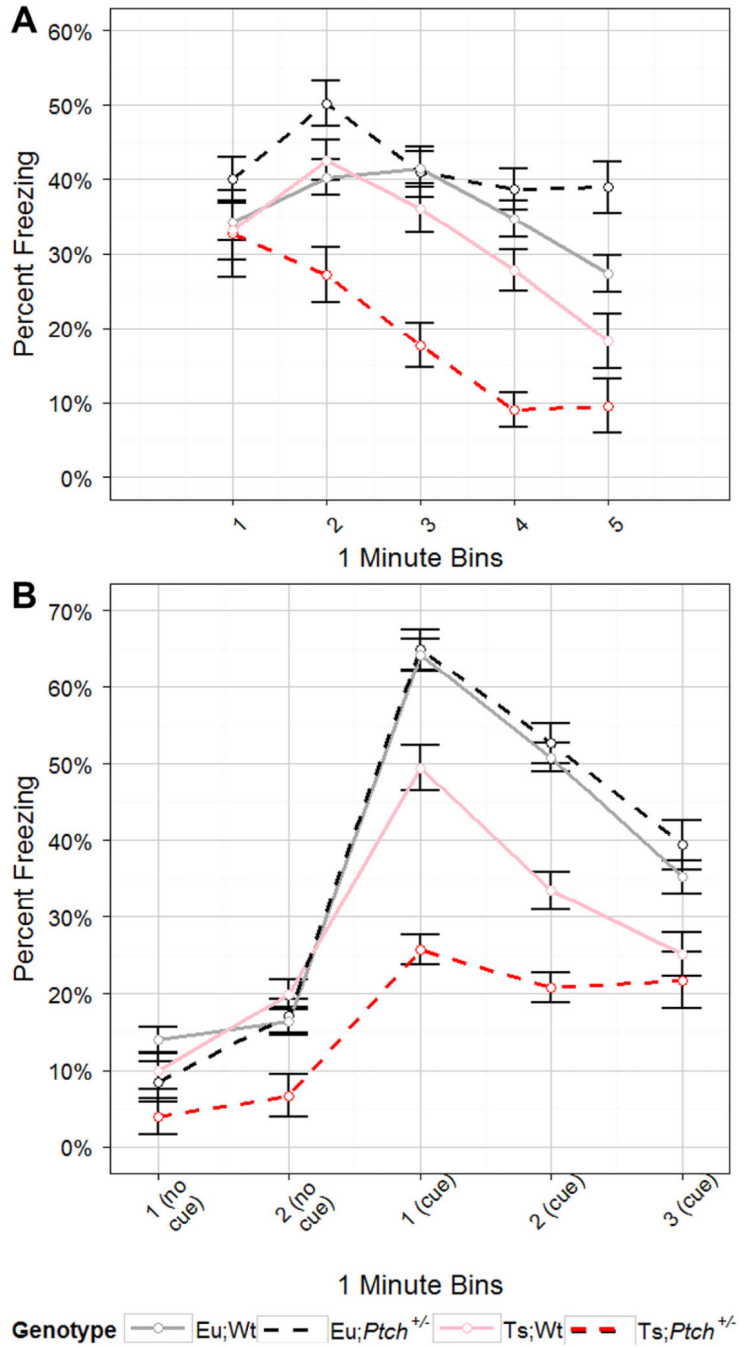 A
60%
50%
40%
30%
20%
10%
0%
Percent Freezing
1 2 3 4 5
1 Minute Bins
B
70%
60%
50%
40%
30%
20%
10%
0%
Percent Freezing
1 (no cue) 2 (no cue) 1 (cue) 2 (cue) 3 (cue)
1 Minute Bins
Genotype Eu;Wt Eu;Ptch+/- Ts;Wt Ts;Ptch+/-